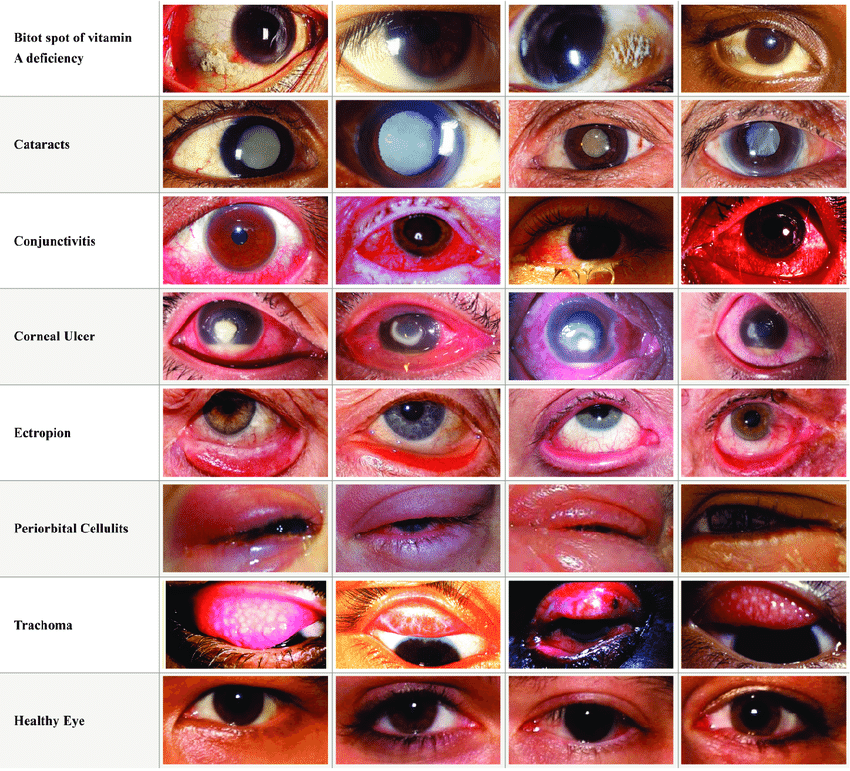 Bitot spot of vitamin
A deficiency
Cataracts
Conjunctivitis
Corneal Ulcer
Ectropion
Periorbital Cellulits
Trachoma
Healthy Eye